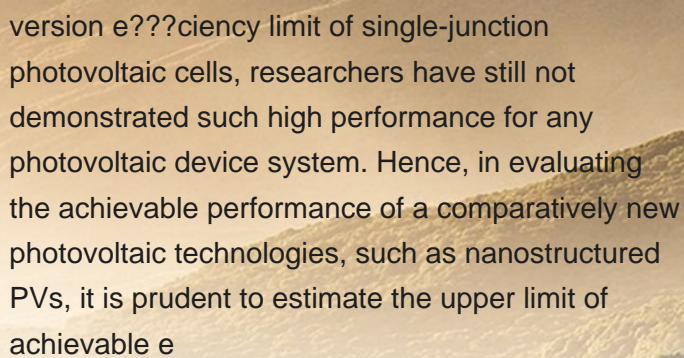 version e???ciency limit of single-junction
photovoltaic cells, researchers have still not
demonstrated such high performance for any
photovoltaic device system. Hence, in evaluating
the achievable performance of a comparatively new
photovoltaic technologies, such as nanostructured
PVs, it is prudent to estimate the upper limit of
achievable e